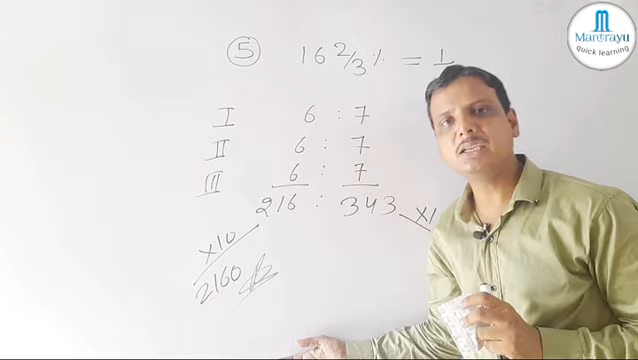 Marurayu
quick learning
⑤ 16 2/3 % = 1
I 6 : 7
II 6 : 7
III 6 : 7
216 : 343
×10 ×1
2160